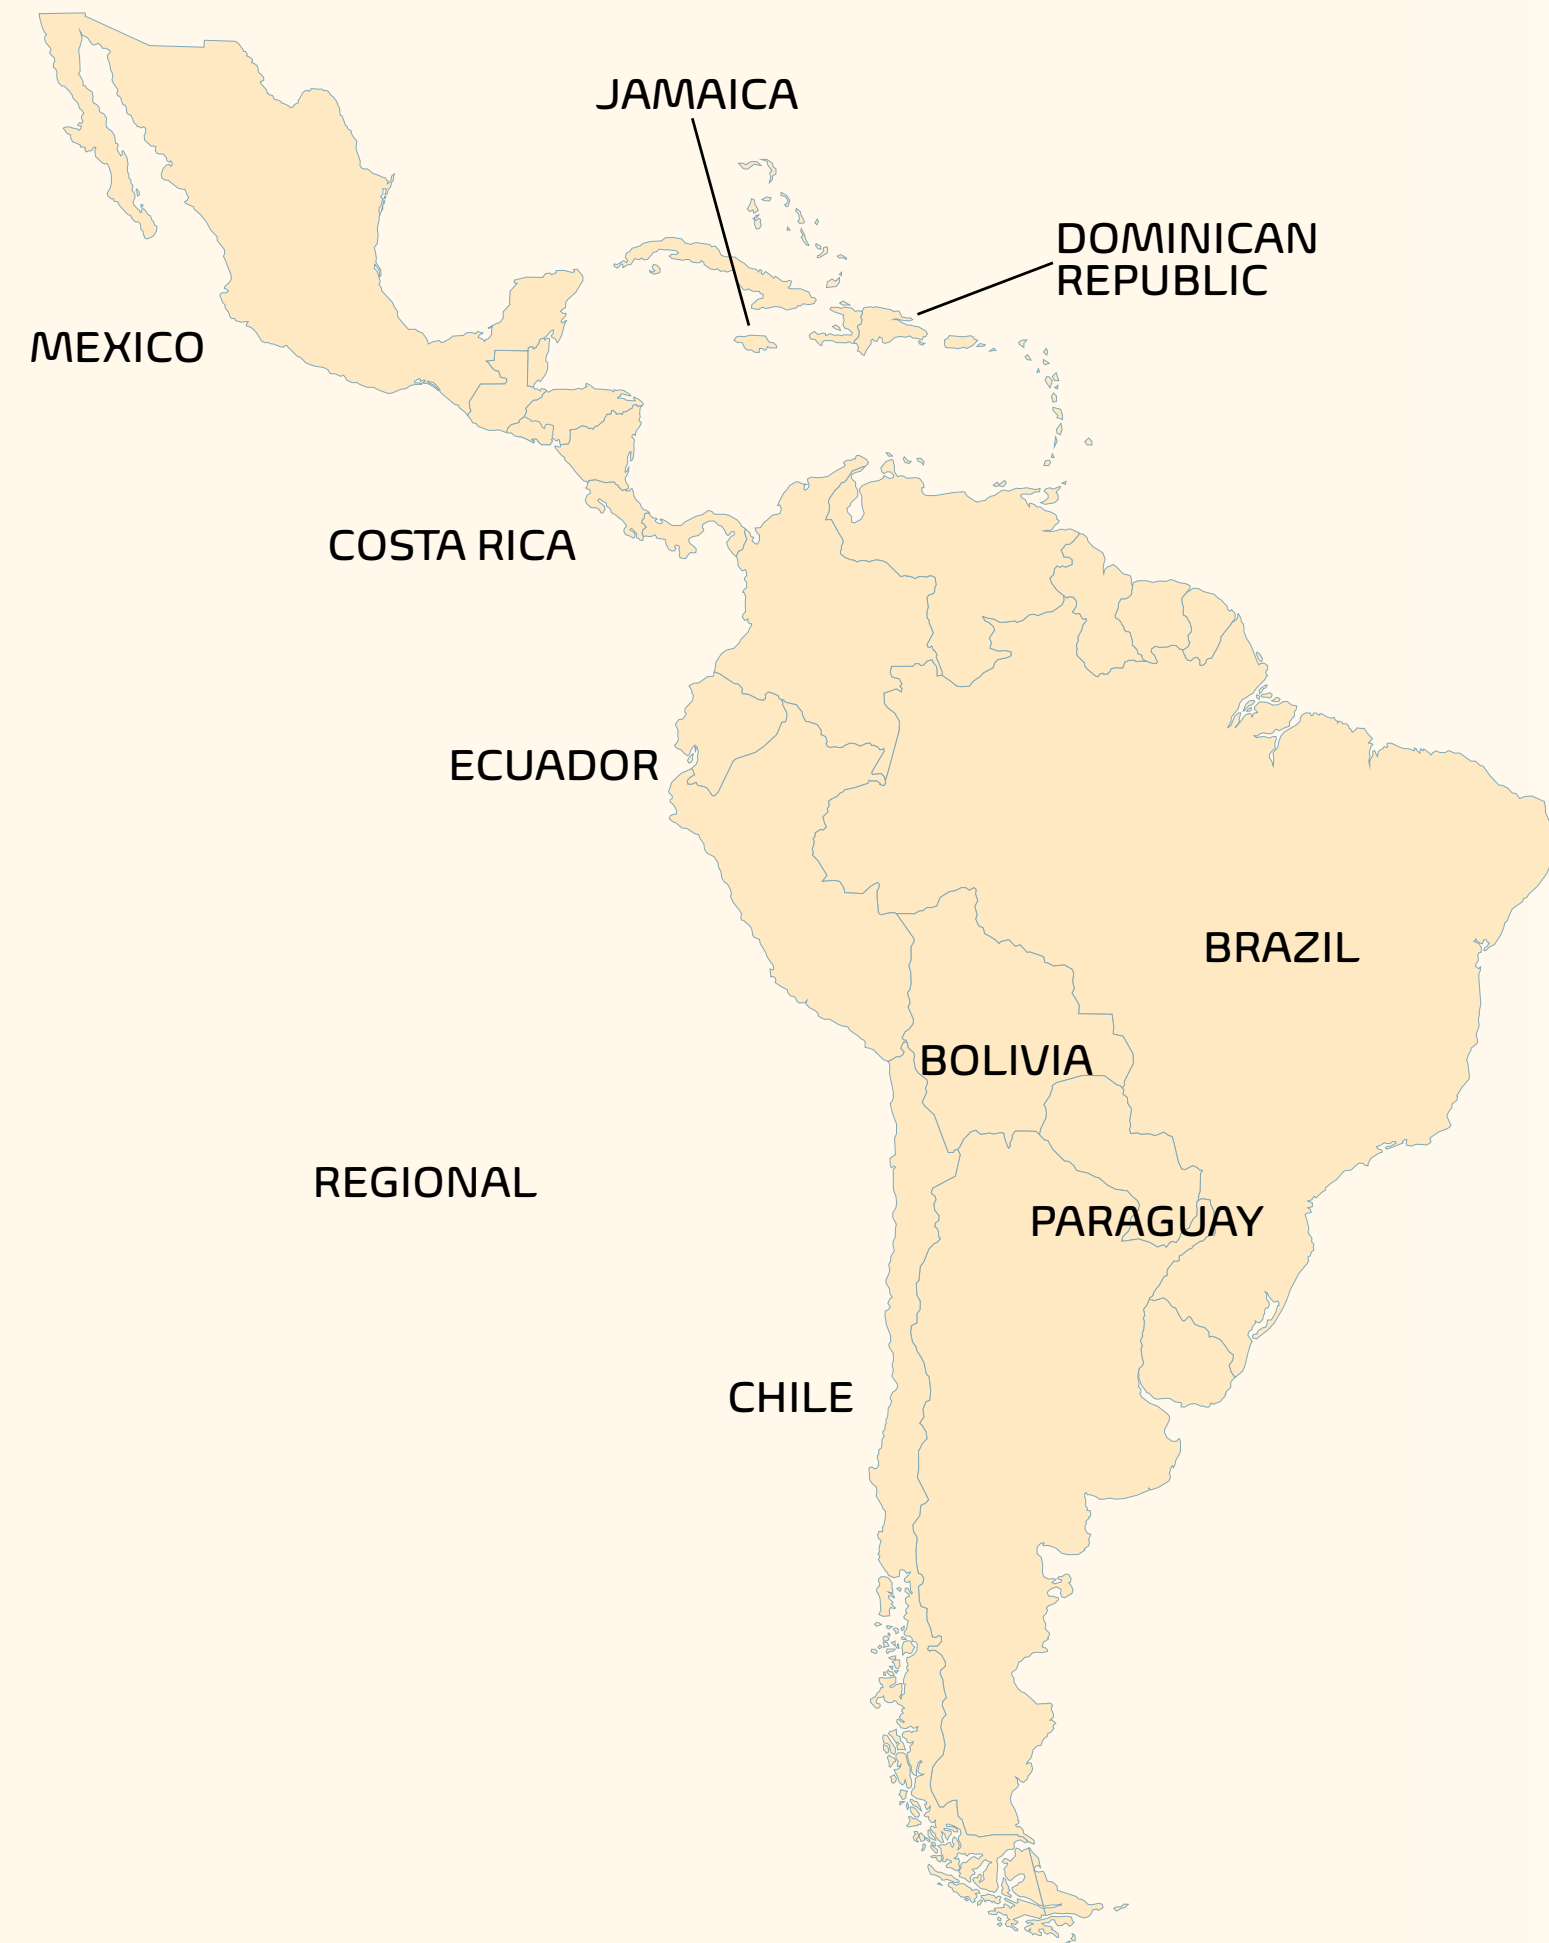 JAMAICA
DOMINICAN
REPUBLIC
MEXICO
COSTA RICA
ECUADOR
BRAZIL
BOLIVIA
REGIONAL
PARAGUAY
CHILE